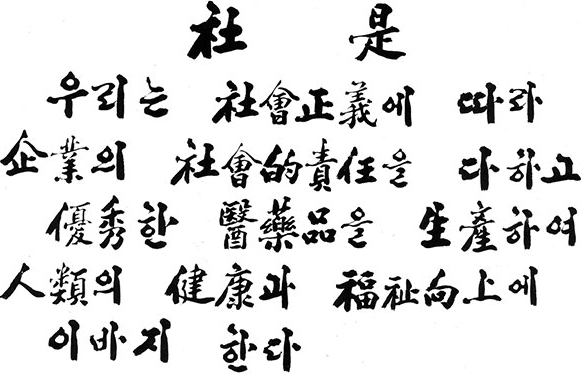 社是
우리는 社會正義에 따라
企業의 社會的責任을 다하고
優秀한 醫藥品을 生產하여
人類의 健康과 福祉向上에
이바지 한다